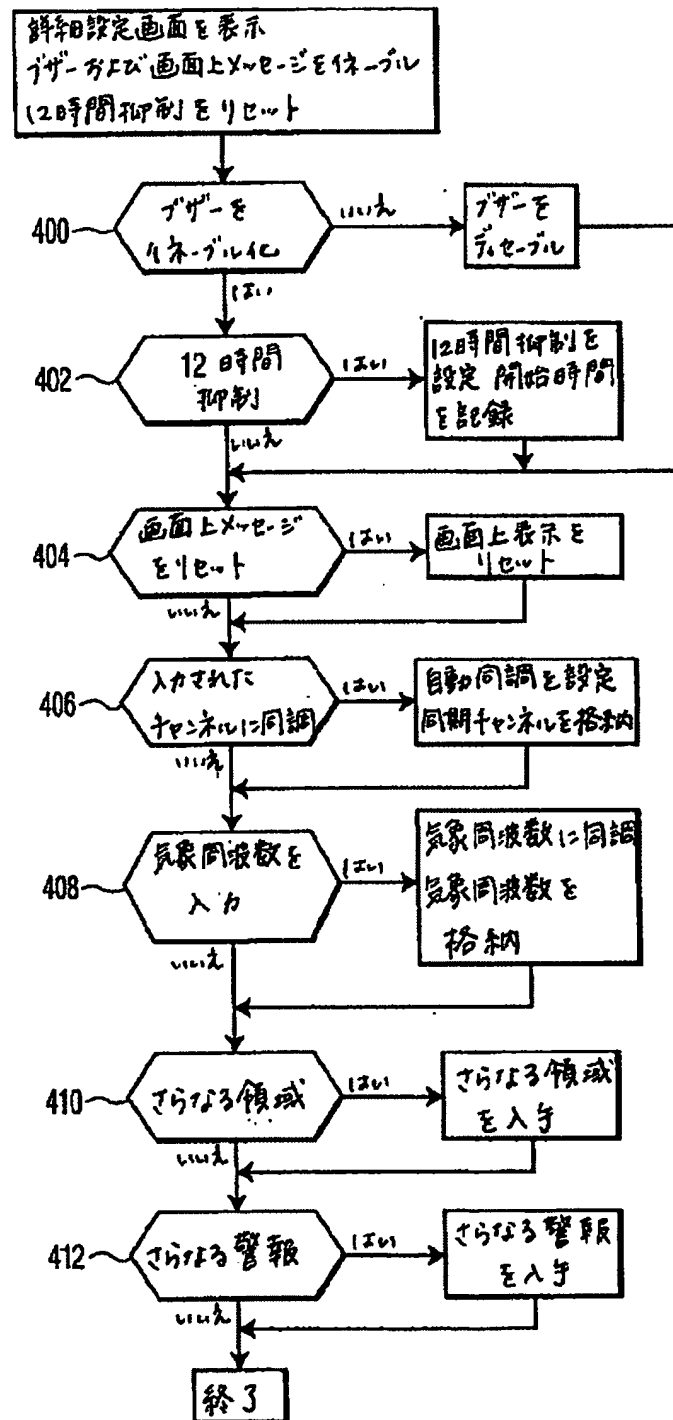 詳細設定画面を表示
ブザーおよび画面上メッセージをイネーブル
12時間抑制をリセット
400
ブザーを
イネーブル化
いいえ
ブザーを
ディセーブル
はい
402
12時間
抑制
はい
12時間抑制を
設定 開始時間
を記録
いいえ
404
画面上メッセージ
をリセット
はい
画面上表示を
リセット
いいえ
406
入力された
チャンネルに同調
はい
自動同調を設定
同期チャンネルを格納
いいえ
408
気象周波数を
入力
はい
気象周波数に同調
気象周波数を
格納
いいえ
410
さらなる領域
はい
さらなる領域
を入手
いいえ
412
さらなる警報
はい
さらなる警報
を入手
いいえ
終了